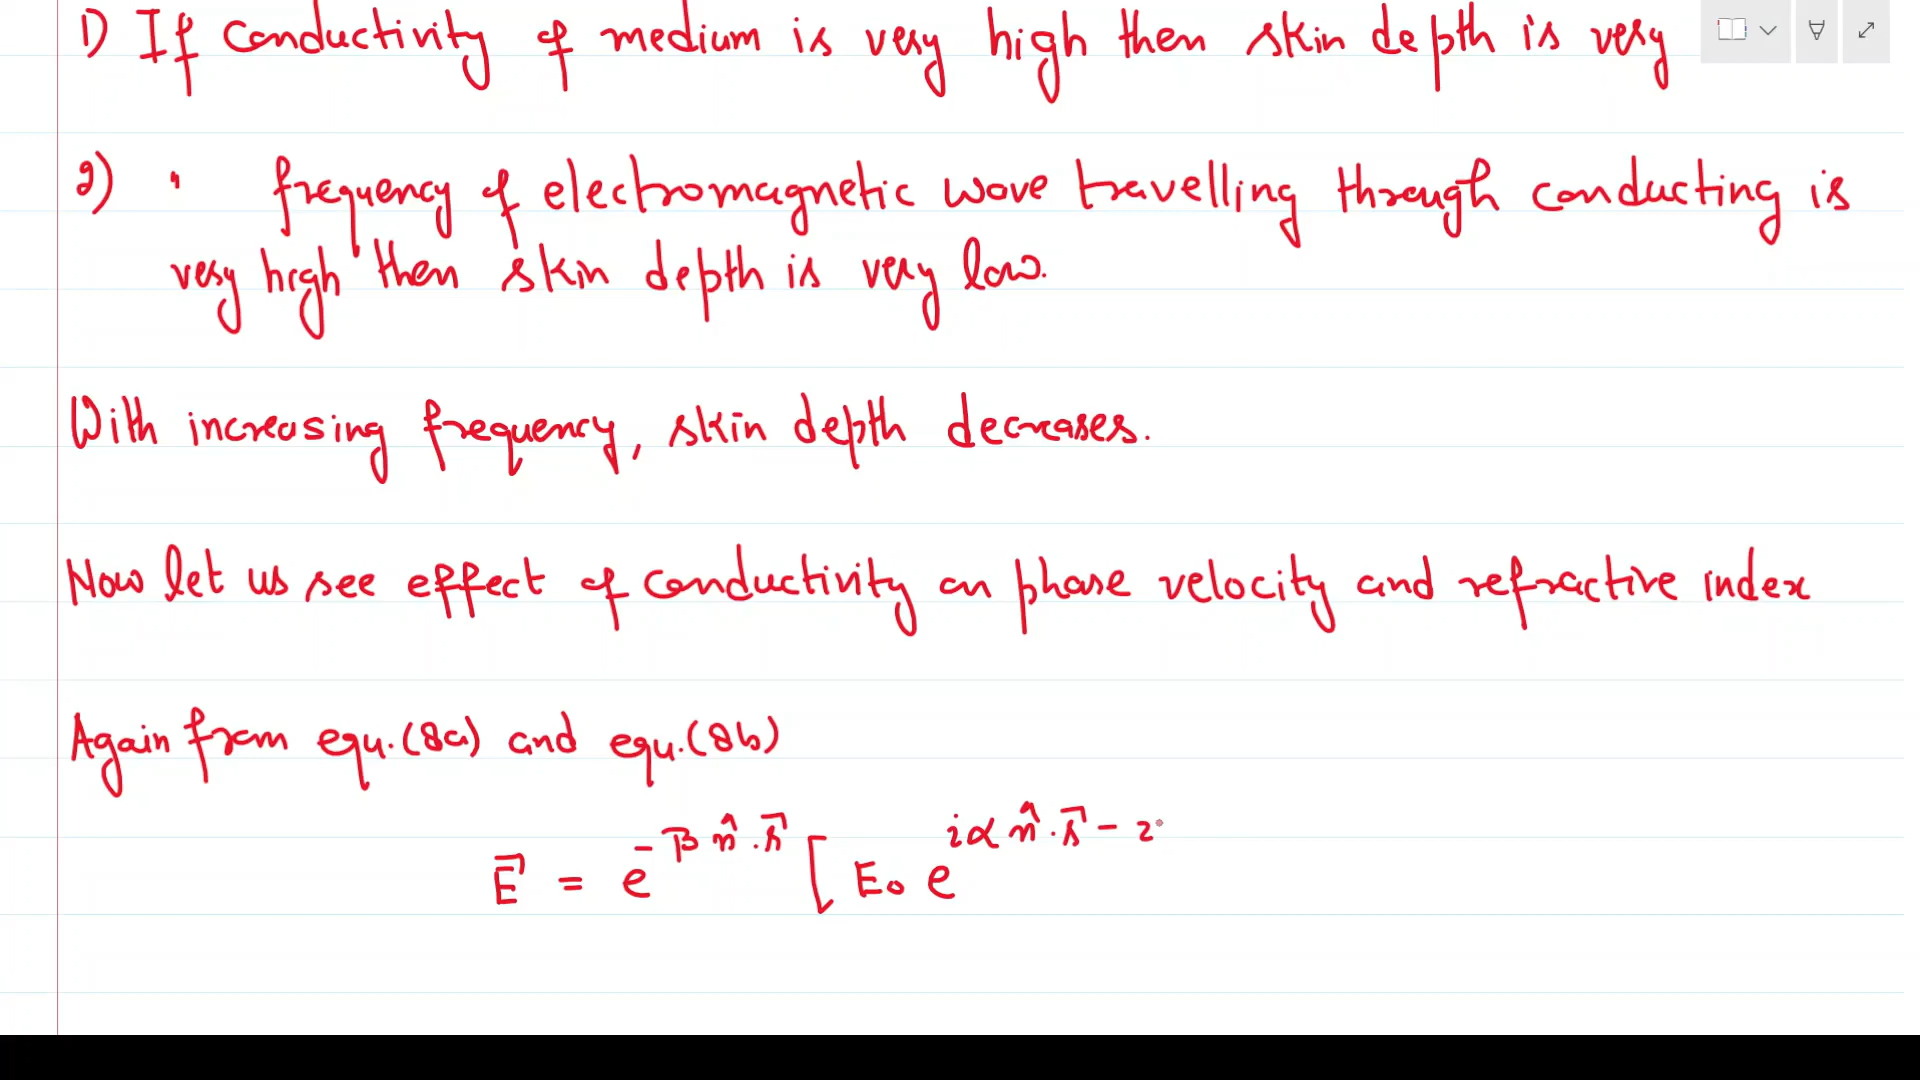 1) If conductivity of medium is very high then skin depth is very
2) " frequency of electromagnetic wave travelling through conducting is
very high then skin depth is very low.
With increasing frequency, skin depth decreases.
Now let us see effect of conductivity on phase velocity and refractive index
Again from equ.(8a) and equ.(8b)
E⃗ = e^{-β n̂·r⃗} [E₀ e^{iα n̂·r⃗ - i